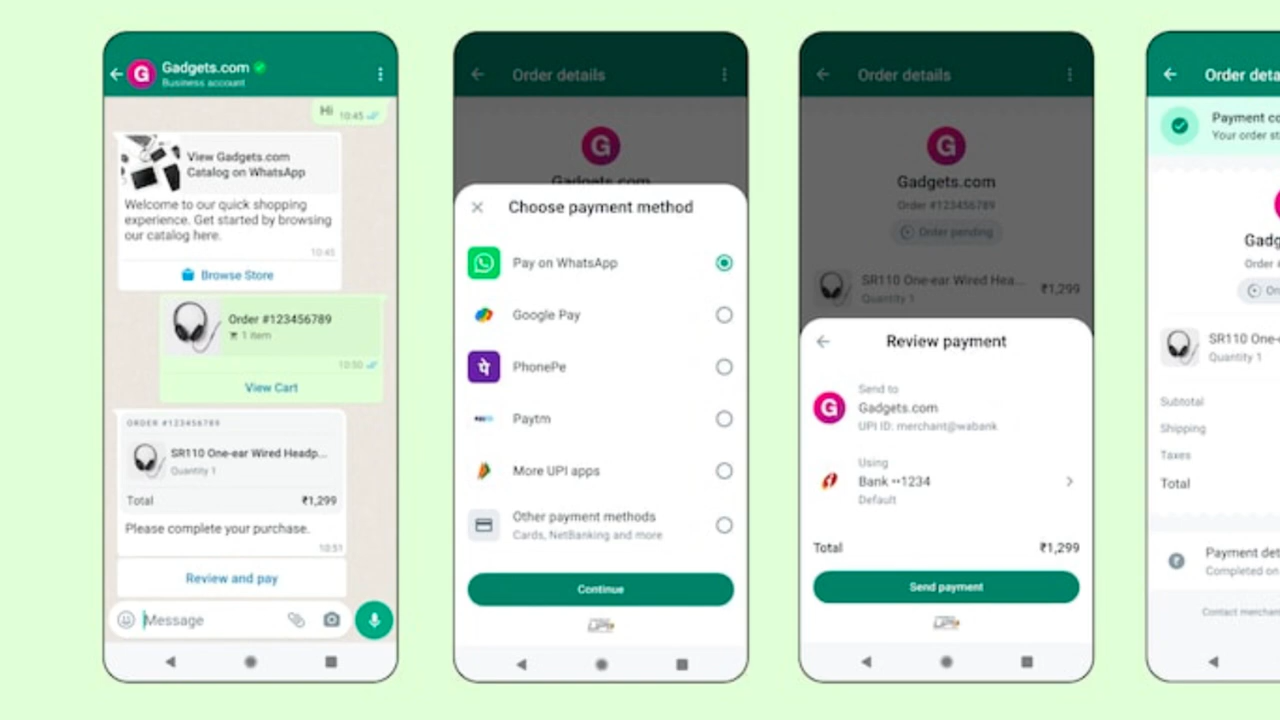 Gadgets.com
Business account
Hi 10:45
View Gadgets.com
Catalog on WhatsApp
Welcome to our quick shopping
experience. Get started by browsing
our catalog here.
10:45
Browse Store
Order #123456789
1 item
10:50
View Cart
ORDER #123456789
SR110 One-ear Wired Headp...
Quantity 1
Total ₹1,299
Please complete your purchase.
10:51
Review and pay
Message
Order details
G
Gadgets.com
Choose payment method
Pay on WhatsApp
Google Pay
PhonePe
Paytm
More UPI apps
Other payment methods
Cards, NetBanking and more
Continue
UPI
Order details
G
Gadgets.com
Order #123456789
Order pending
SR110 One-ear Wired Hea... ₹1,299
Quantity 1
Review payment
G
Send to
Gadgets.com
UPI ID: merchant@wabank
Using
Bank ••1234
Default
Total ₹1,299
Send payment
UPI
Order deta
Payment co
Your order st
Gadg
Order
On
SR110 One-e
Quantity 1
Subtotal
Shipping
Taxes
Total
Payment det
Completed on
Contact merchan